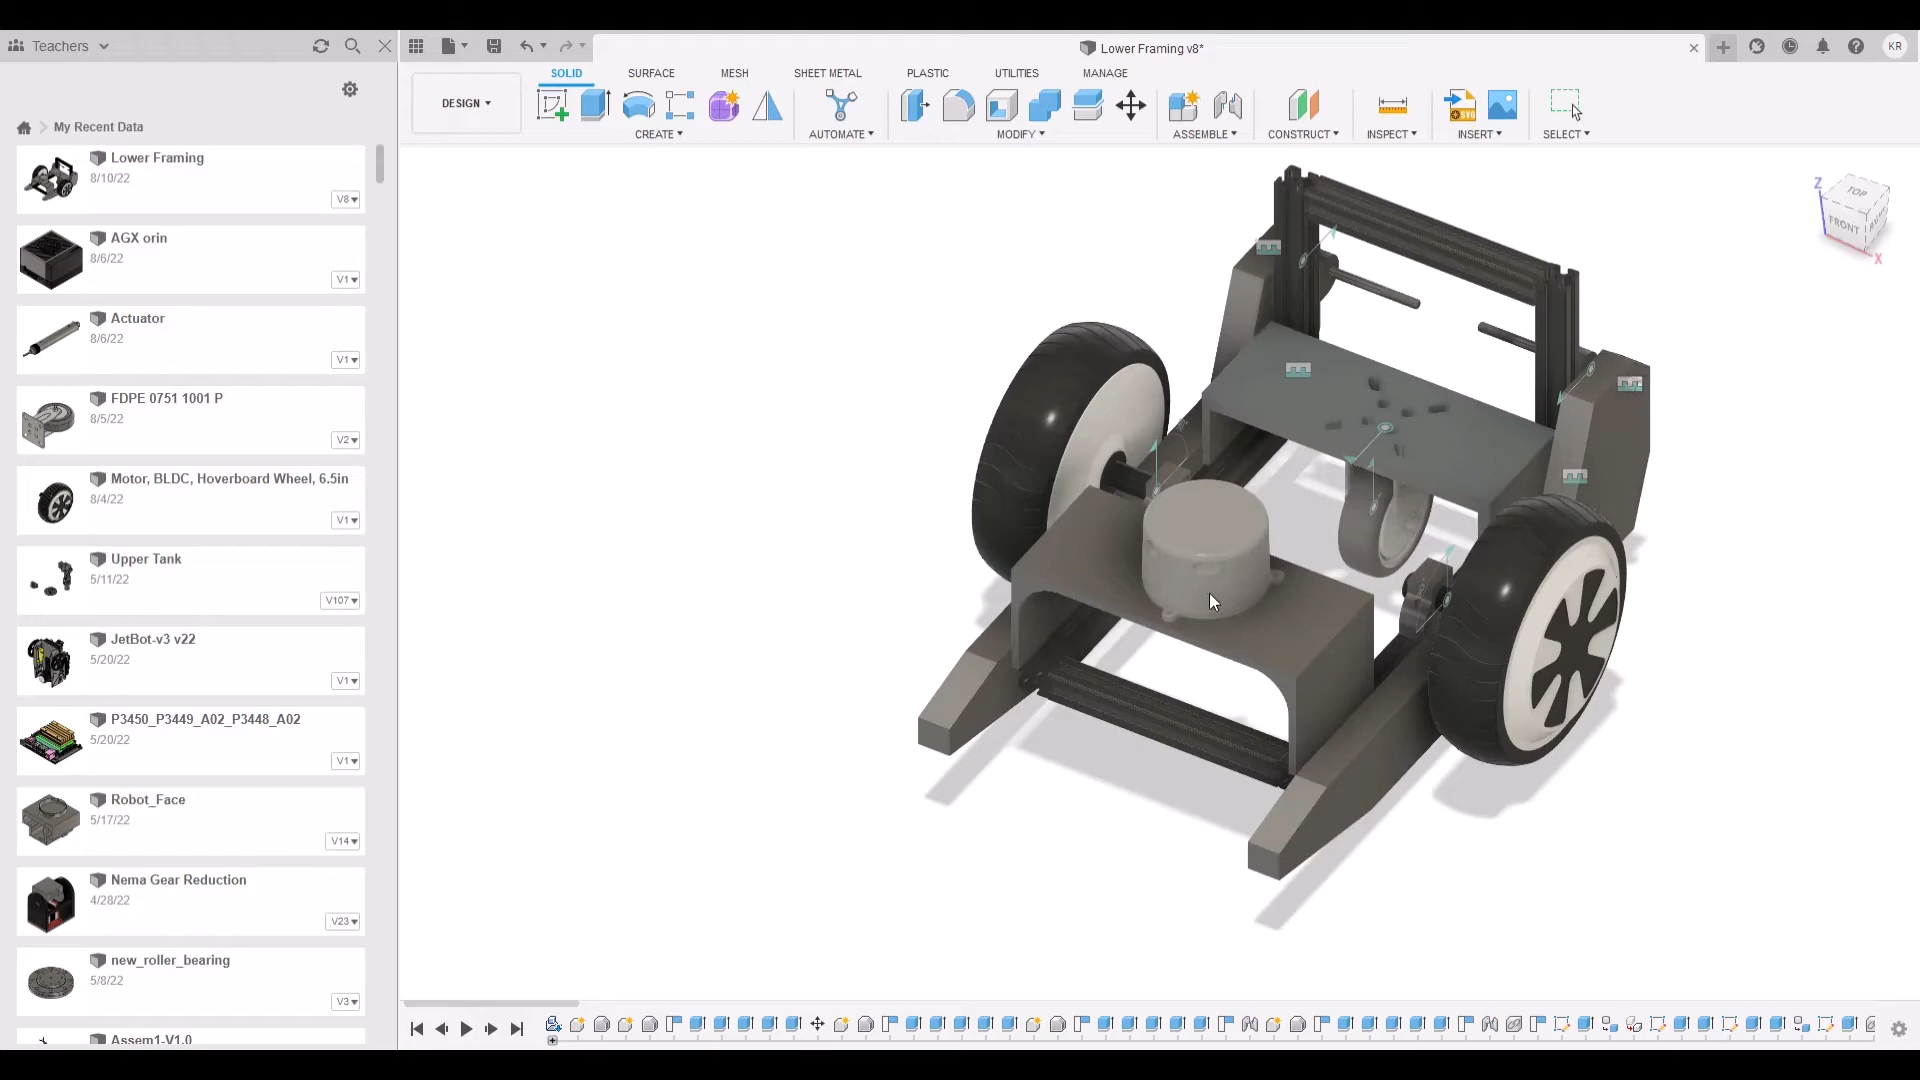 Teachers
Lower Framing v8*
KR
DESIGN
SOLID
SURFACE
MESH
SHEET METAL
PLASTIC
UTILITIES
MANAGE
CREATE
AUTOMATE
MODIFY
ASSEMBLE
CONSTRUCT
INSPECT
INSERT
SELECT
SVG
My Recent Data
Lower Framing
8/10/22
V8
AGX orin
8/6/22
V1
Actuator
8/6/22
V1
FDPE 0751 1001 P
8/5/22
V2
Motor, BLDC, Hoverboard Wheel, 6.5in
8/4/22
V1
Upper Tank
5/11/22
V107
JetBot-v3 v22
5/20/22
V1
P3450_P3449_A02_P3448_A02
5/20/22
V1
Robot_Face
5/17/22
V14
Nema Gear Reduction
4/28/22
V23
new_roller_bearing
5/8/22
V3
Assem1-V1.0
Z
TOP
FRONT
X